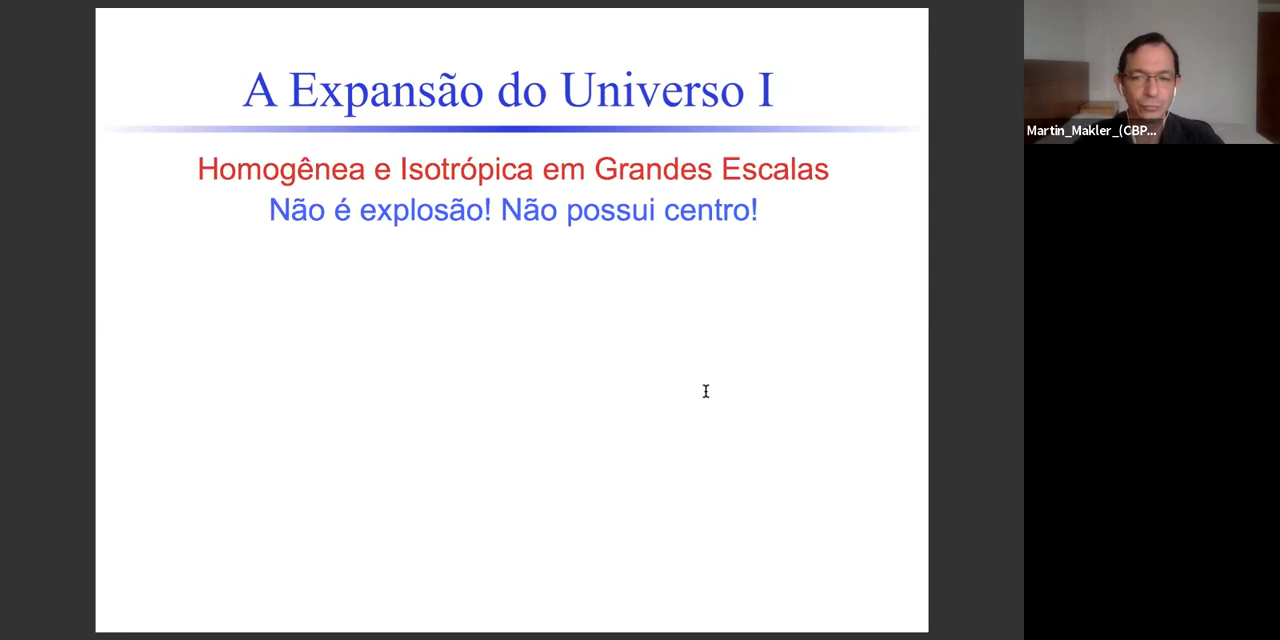 A Expansão do Universo I
Homogênea e Isotrópica em Grandes Escalas
Não é explosão! Não possui centro!
Martin_Makler_(CBP...